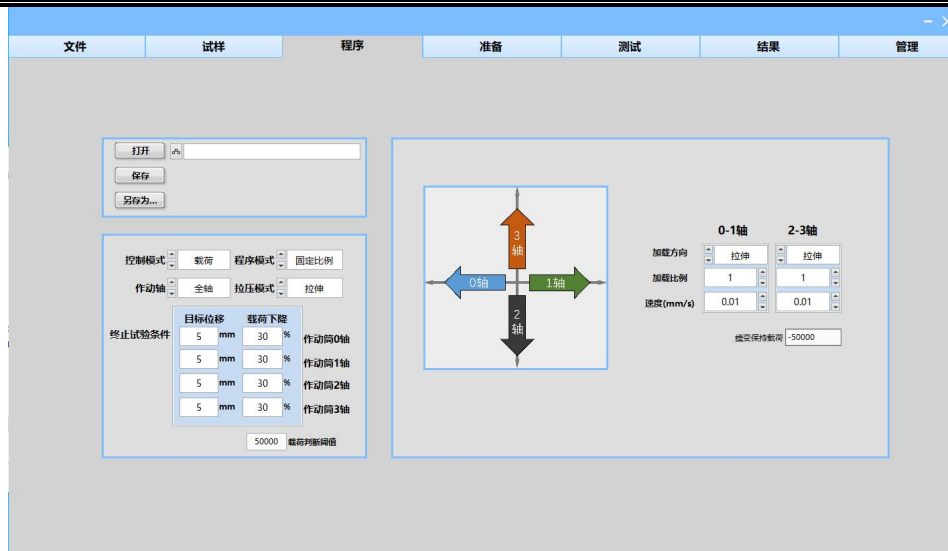 文件 试样 程序 准备 测试 结果 管理
打开
保存
另存为...
控制模式 载荷 程序模式 固定比例
作动轴 全轴 拉压模式 拉伸
目标位移 载荷下降
终止试验条件 5 mm 30 % 作动筒0轴
5 mm 30 % 作动筒1轴
5 mm 30 % 作动筒2轴
5 mm 30 % 作动筒3轴
50000 载荷判断阈值
3轴
0轴 1轴
2轴
0-1轴 2-3轴
加载方向 拉伸 拉伸
加载比例 1 1
速度(mm/s) 0.01 0.01
蠕变保持载荷 -50000